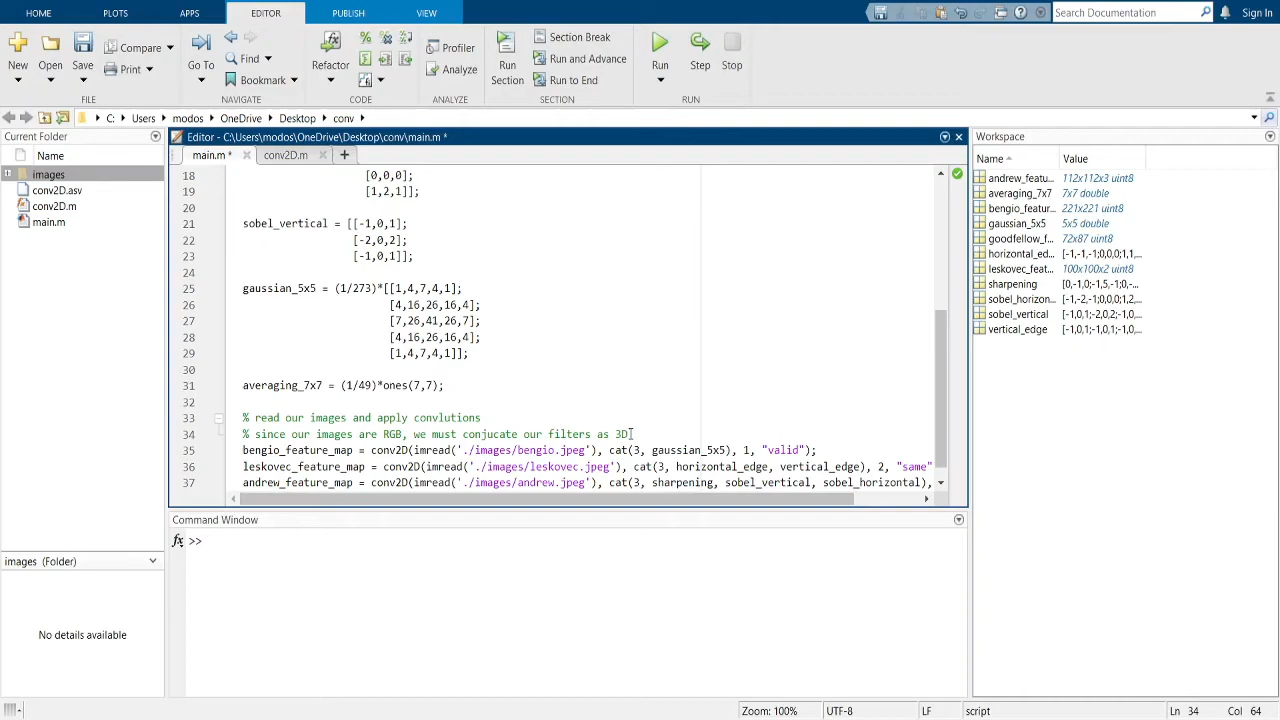 HOME PLOTS APPS EDITOR PUBLISH VIEW Search Documentation Sign In
New Open Save Compare Print Go To Find Bookmark Refactor Profiler Analyze Run Section Section Break Run and Advance Run to End Run Step Stop
FILE NAVIGATE CODE ANALYZE SECTION RUN
C: Users modos OneDrive Desktop conv
Current Folder
Name
images
conv2D.asv
conv2D.m
main.m
images (Folder)
No details available
Editor - C:\Users\modos\OneDrive\Desktop\conv\main.m *
main.m * conv2D.m
18 [0,0,0];
19 [1,2,1]];
20
21 sobel_vertical = [[-1,0,1];
22 [-2,0,2];
23 [-1,0,1]];
24
25 gaussian_5x5 = (1/273)*[[1,4,7,4,1];
26 [4,16,26,16,4];
27 [7,26,41,26,7];
28 [4,16,26,16,4];
29 [1,4,7,4,1]];
30
31 averaging_7x7 = (1/49)*ones(7,7);
32
33 % read our images and apply convlutions
34 % since our images are RGB, we must conjucate our filters as 3D
35 bengio_feature_map = conv2D(imread('./images/bengio.jpeg'), cat(3, gaussian_5x5), 1, "valid");
36 leskovec_feature_map = conv2D(imread('./images/leskovec.jpeg'), cat(3, horizontal_edge, vertical_edge), 2, "same"
37 andrew_feature_map = conv2D(imread('./images/andrew.jpeg'), cat(3, sharpening, sobel_vertical, sobel_horizontal),
Command Window
fx >>
Workspace
Name Value
andrew_featu... 112x112x3 uint8
averaging_7x7 7x7 double
bengio_featur... 221x221 uint8
gaussian_5x5 5x5 double
goodfellow_f... 72x87 uint8
horizontal_ed... [-1,-1,-1;0,0,0;1,1,...
leskovec_feat... 100x100x2 uint8
sharpening [0,-1,0;-1,5,-1;0,-...
sobel_horizon... [-1,-2,-1;0,0,0;1,2,...
sobel_vertical [-1,0,1;-2,0,2;-1,0,...
vertical_edge [-1,0,1;-1,0,1;-1,0,...
Zoom: 100% UTF-8 LF script Ln 34 Col 64